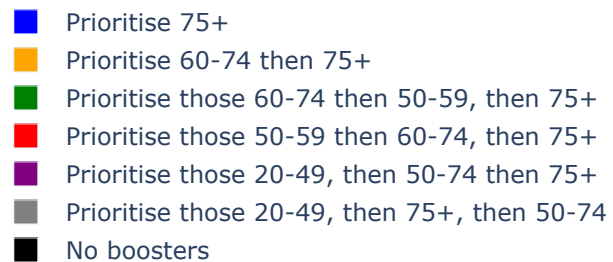 Prioritise 75+
Prioritise 60-74 then 75+
Prioritise those 60-74 then 50-59, then 75+
Prioritise those 50-59 then 60-74, then 75+
Prioritise those 20-49, then 50-74 then 75+
Prioritise those 20-49, then 75+, then 50-74
No boosters